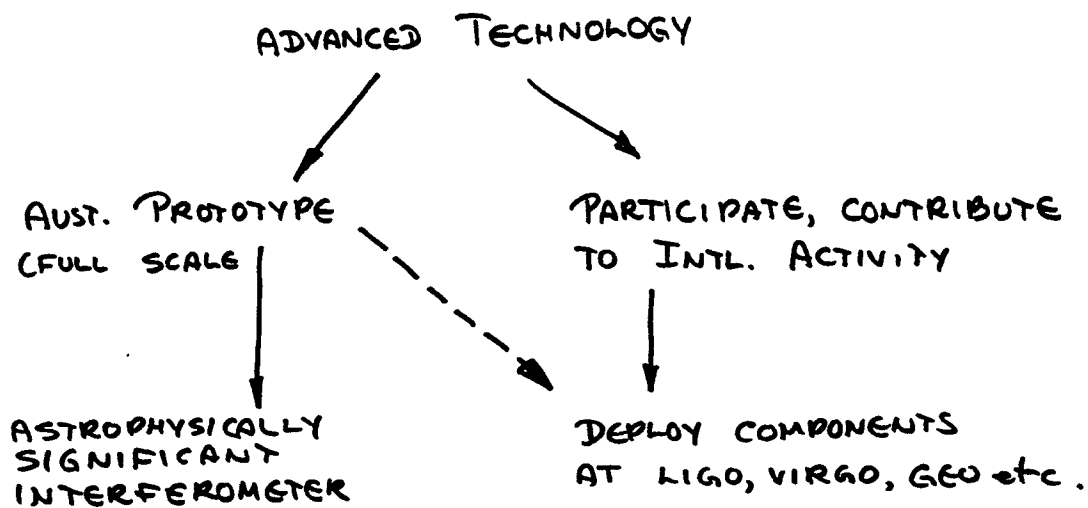 ADVANCED TECHNOLOGY
AUST. PROTOTYPE
(FULL SCALE
PARTICIPATE, CONTRIBUTE
TO INTL. ACTIVITY
ASTROPHYSICALLY
SIGNIFICANT
INTERFEROMETER
DEPLOY COMPONENTS
AT LIGO, VIRGO, GEO etc.